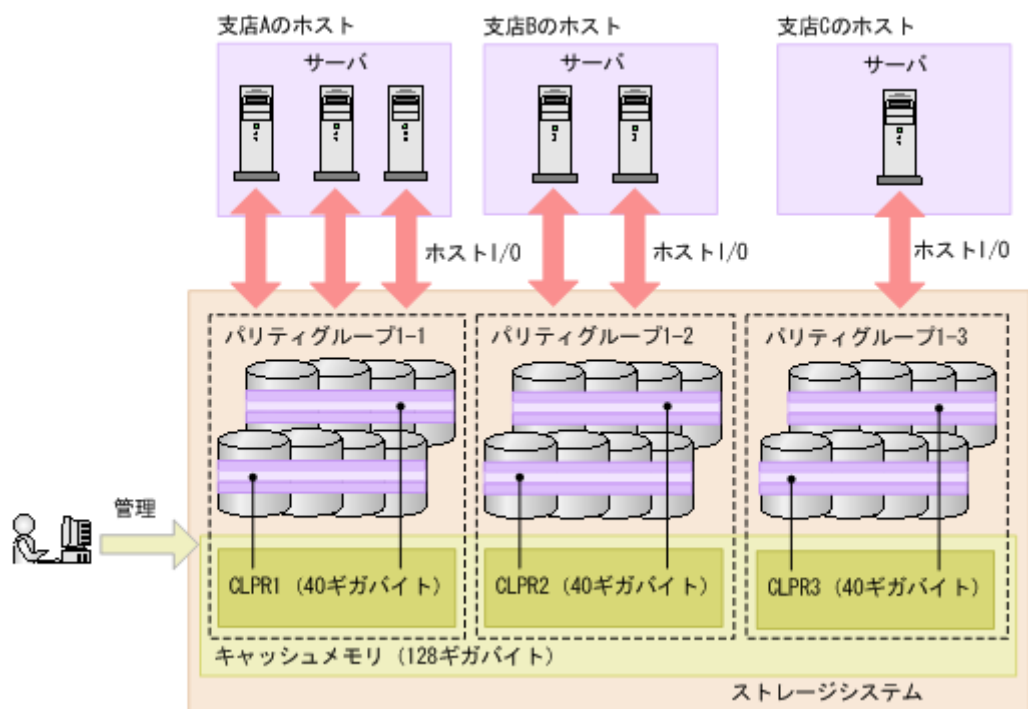 支店Aのホスト
支店Bのホスト
支店Cのホスト
サーバ
サーバ
サーバ
ホストI/O
ホストI/O
ホストI/O
パリティグループ1-1
パリティグループ1-2
パリティグループ1-3
管理
CLPR1 (40ギガバイト)
CLPR2 (40ギガバイト)
CLPR3 (40ギガバイト)
キャッシュメモリ (128ギガバイト)
ストレージシステム